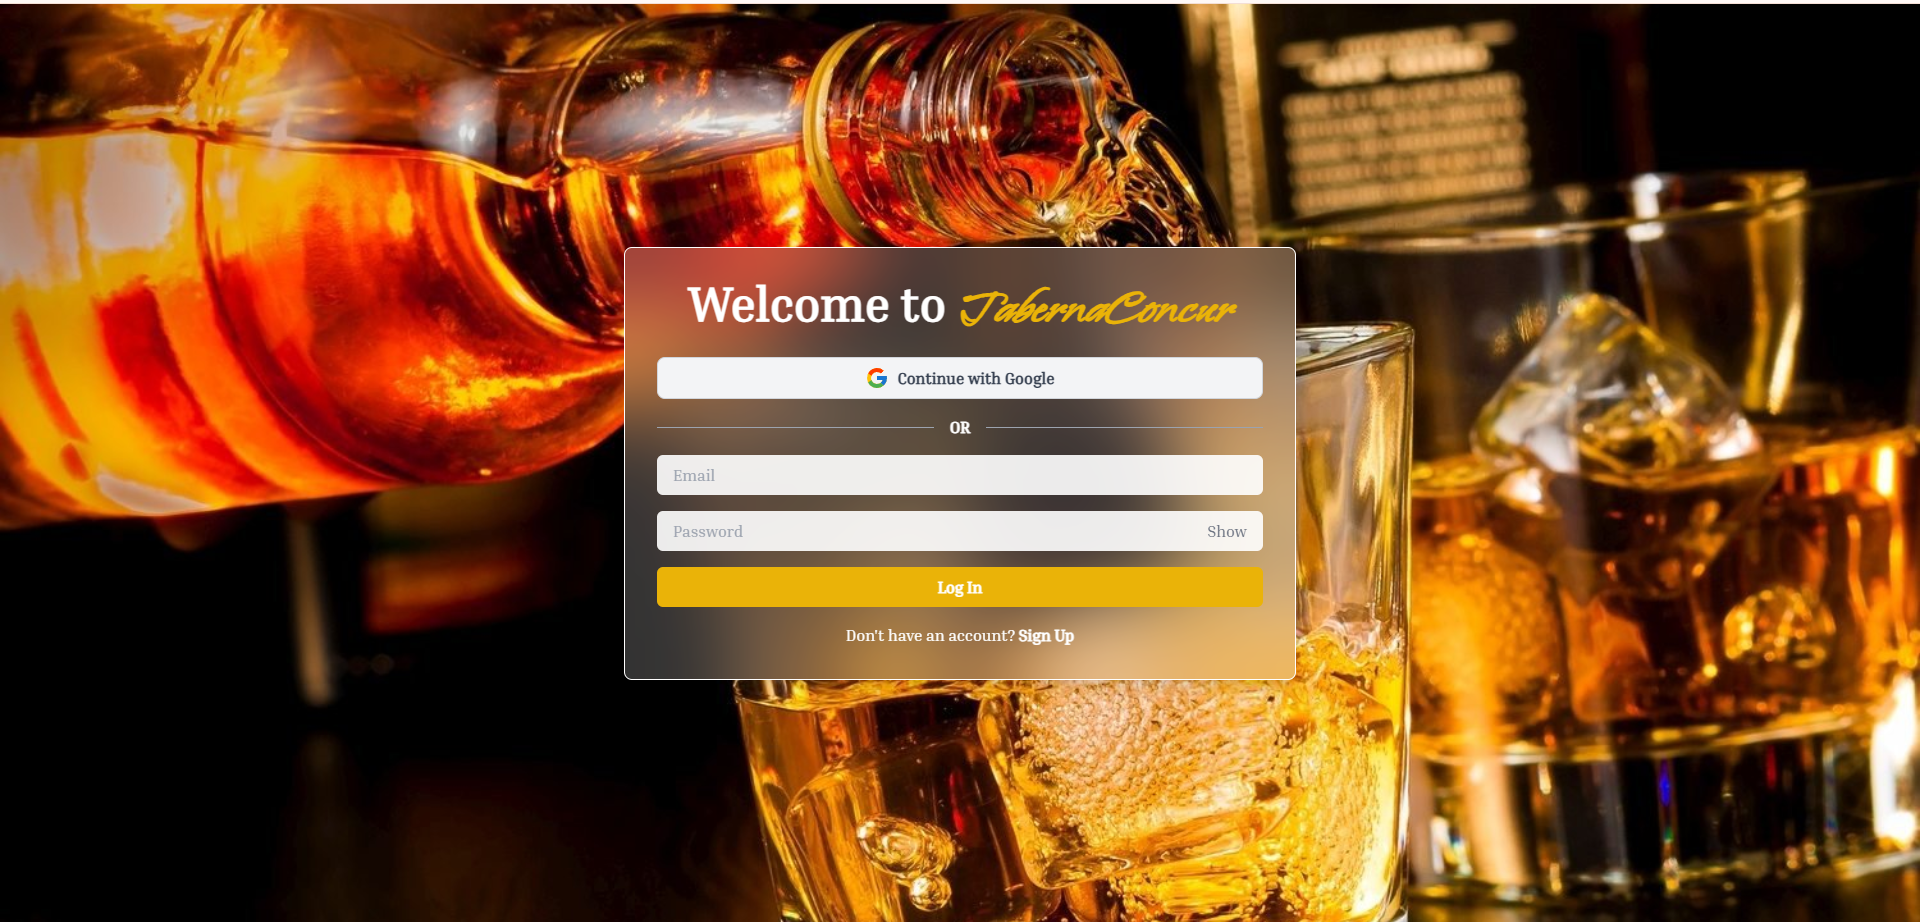 Welcome to TabernaConcur
Continue with Google
OR
Email
Password Show
Log In
Don't have an account? Sign Up